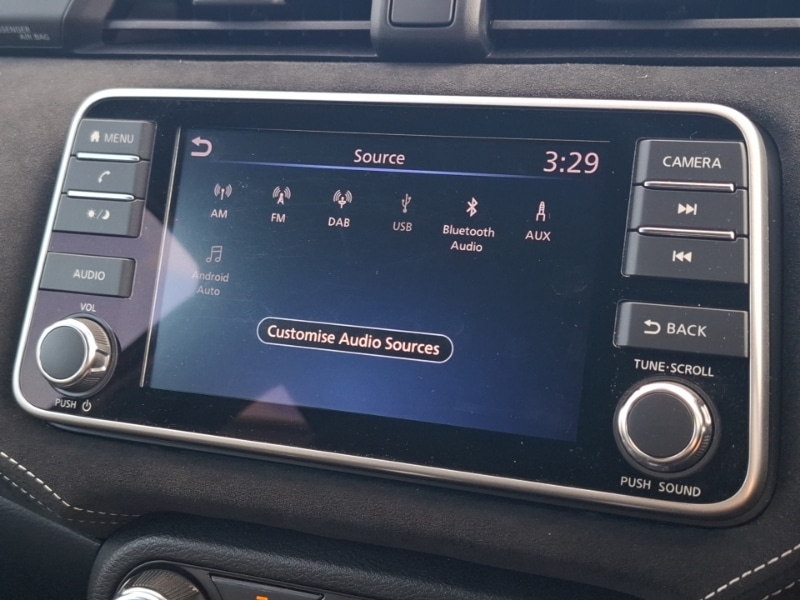 PASSENGER
AIR BAG
MENU
AUDIO
VOL
PUSH
Source
3:29
AM
FM
DAB
USB
Bluetooth
Audio
AUX
Android
Auto
Customise Audio Sources
CAMERA
BACK
TUNE·SCROLL
PUSH SOUND